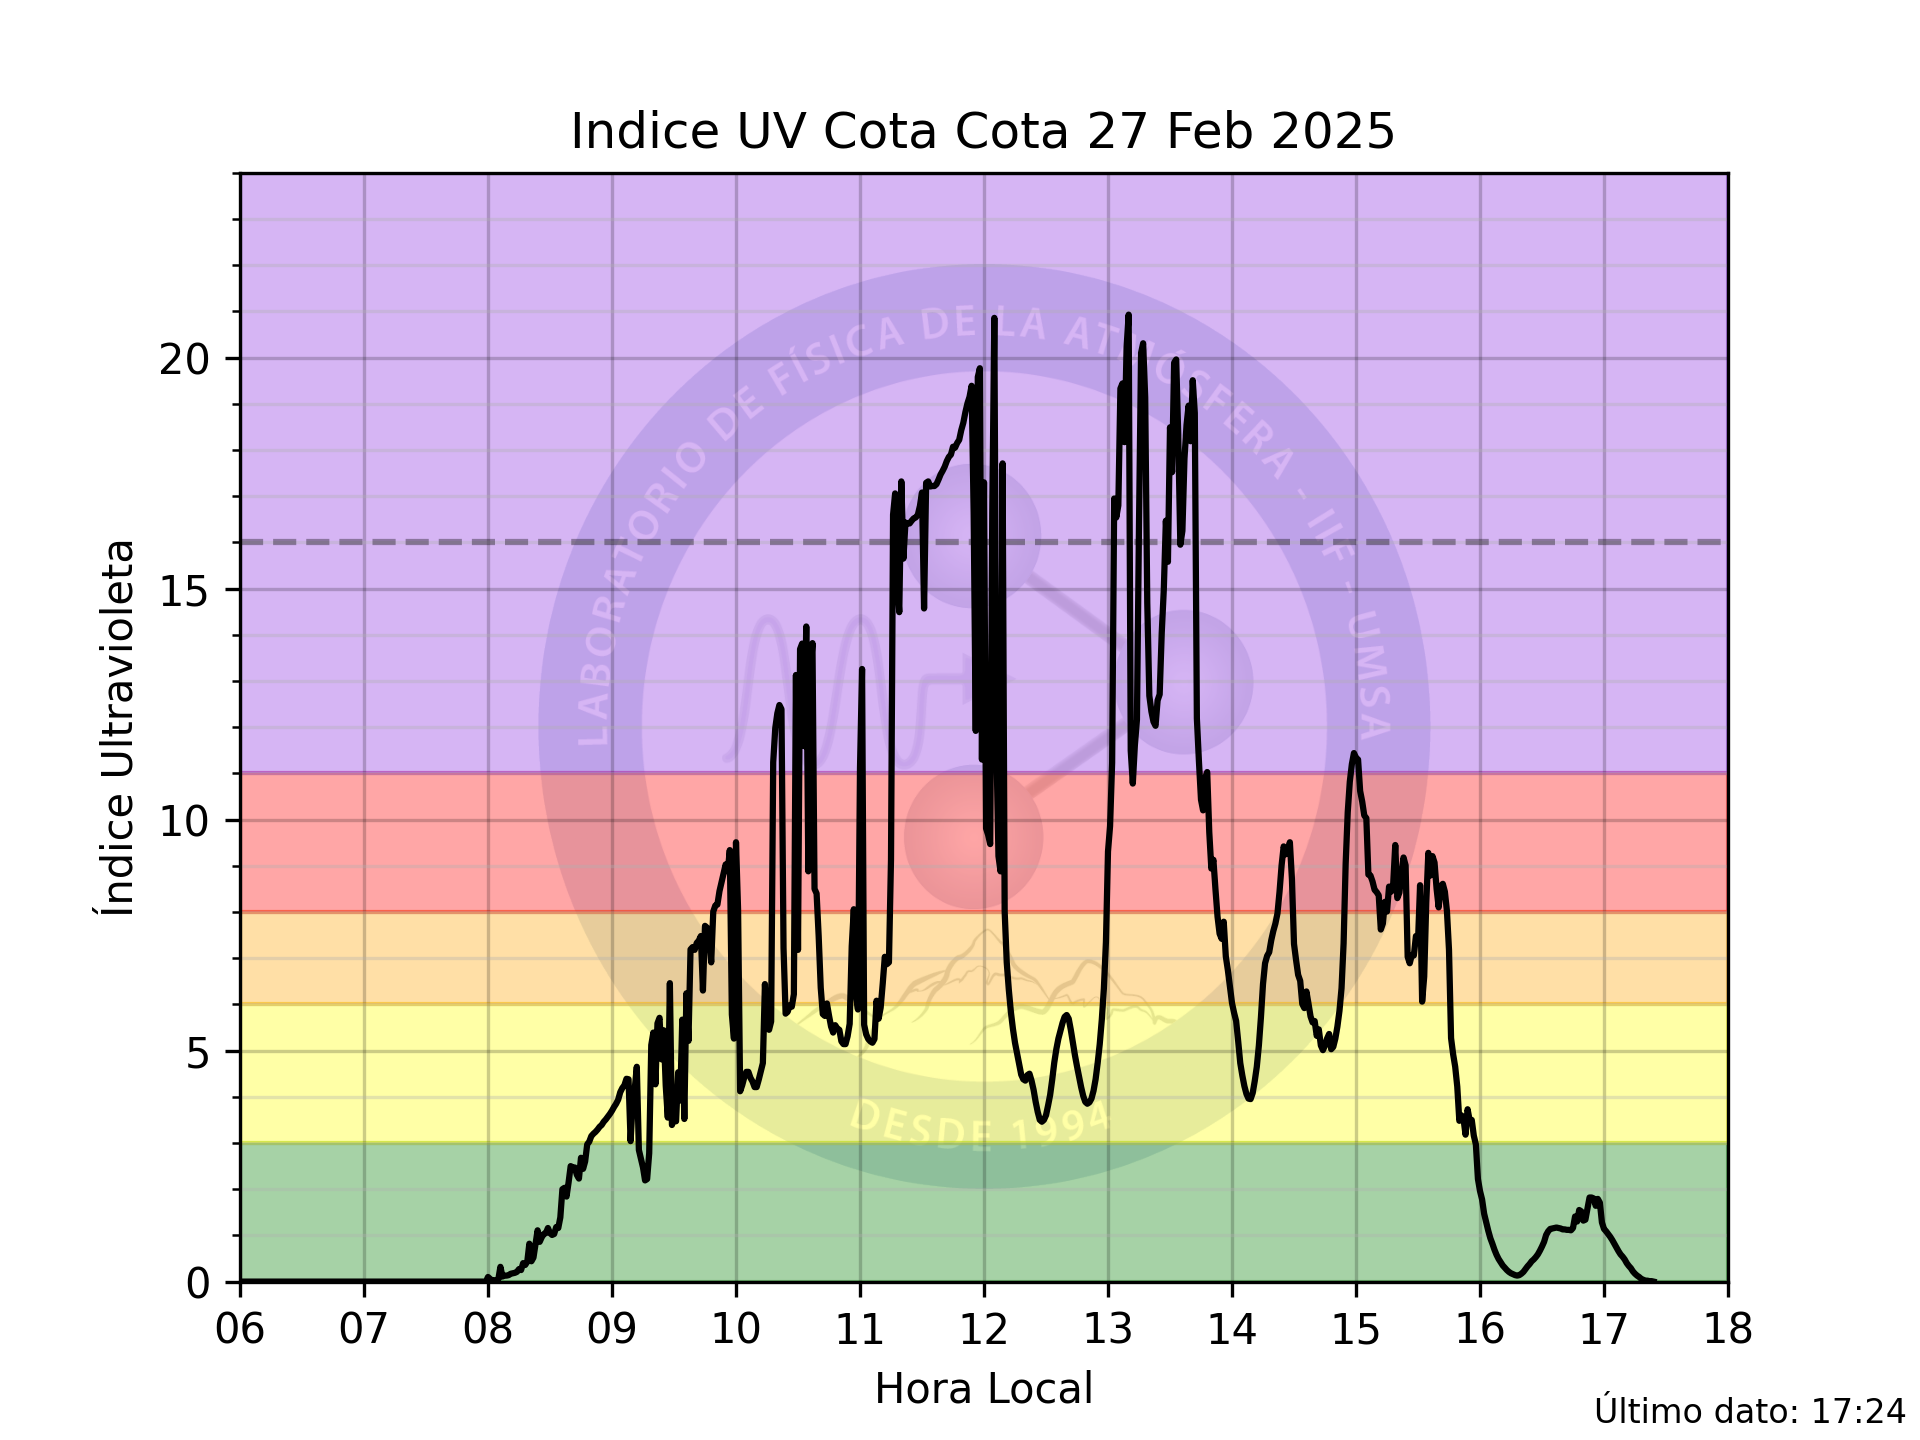 Indice UV Cota Cota 27 Feb 2025
Índice Ultravioleta
20
15
10
5
0
LABORATORIO DE FÍSICA DE LA ATMÓSFERA - IIF - UMSA
DESDE 1994
06 07 08 09 10 11 12 13 14 15 16 17 18
Hora Local
Último dato: 17:24